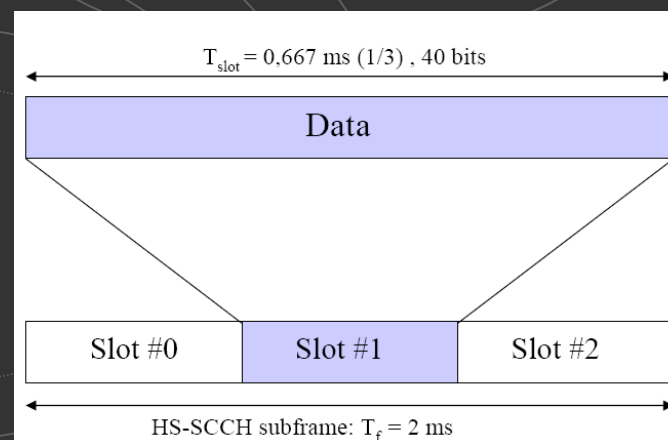 T_slot = 0,667 ms (1/3) , 40 bits
Data
Slot #0 Slot #1 Slot #2
HS-SCCH subframe: T_f = 2 ms